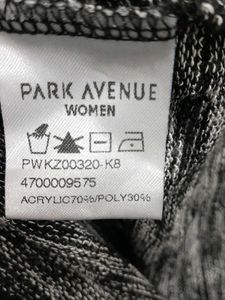 PARK AVENUE
WOMEN
PWKZ00320-K8
4700009575
ACRYLIC70%/POLY30%